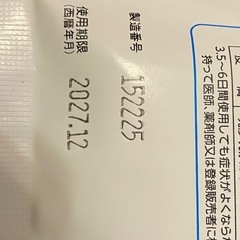 製造番号 152225
使用期限 2027.12
(西暦年月)
3.5～6日間使用しても症状がよくなら
持って医師、薬剤師又は登録販売者に